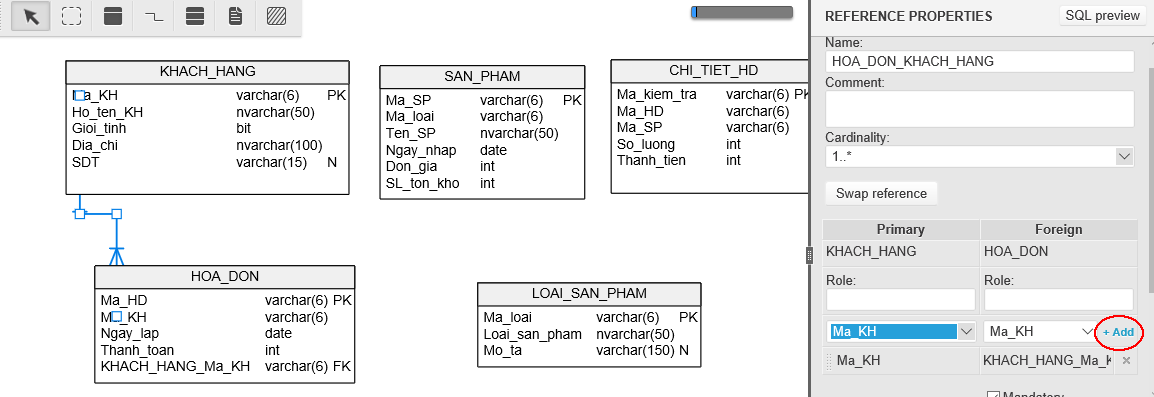 REFERENCE PROPERTIES
SQL preview
KHACH_HANG
Ma_KH varchar(6) PK
Ho_ten_KH nvarchar(50)
Gioi_tinh bit
Dia_chi nvarchar(100)
SDT varchar(15) N
SAN_PHAM
Ma_SP varchar(6) PK
Ma_loai varchar(6)
Ten_SP nvarchar(50)
Ngay_nhap date
Don_gia int
SL_ton_kho int
CHI_TIET_HD
Ma_kiem_tra varchar(6) PK
Ma_HD varchar(6)
Ma_SP varchar(6)
So_luong int
Thanh_tien int
HOA_DON
Ma_HD varchar(6) PK
Ma_KH varchar(6)
Ngay_lap date
Thanh_toan int
KHACH_HANG_Ma_KH varchar(6) FK
LOAI_SAN_PHAM
Ma_loai varchar(6) PK
Loai_san_pham nvarchar(50)
Mo_ta varchar(150) N
Name:
HOA_DON_KHACH_HANG
Comment:
Cardinality:
1..*
Swap reference
Primary Foreign
KHACH_HANG HOA_DON
Role: Role:
Ma_KH Ma_KH + Add
Ma_KH KHACH_HANG_Ma_K
Mandatory